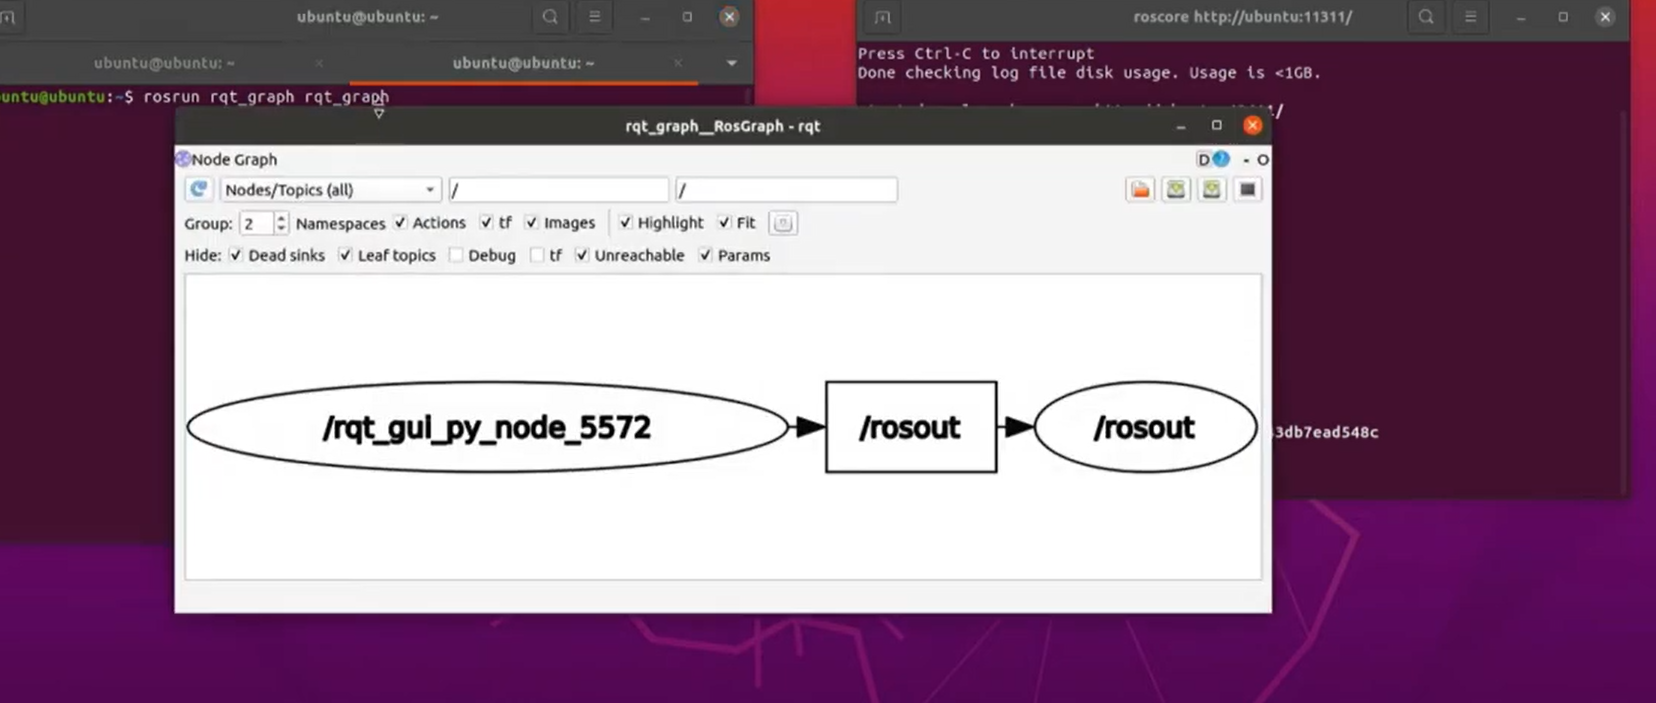 ubuntu@ubuntu: ~
roscore http://ubuntu:11311/
ubuntu@ubuntu: ~ ubuntu@ubuntu: ~
Press Ctrl-C to interrupt
Done checking log file disk usage. Usage is <1GB.
untu@ubuntu:~$ rosrun rqt_graph rqt_graph
rqt_graph__RosGraph - rqt
Node Graph
D - O
Nodes/Topics (all) / /
Group: 2 Namespaces Actions tf Images Highlight Fit
Hide: Dead sinks Leaf topics Debug tf Unreachable Params
/rqt_gui_py_node_5572 /rosout /rosout
3db7ead548c